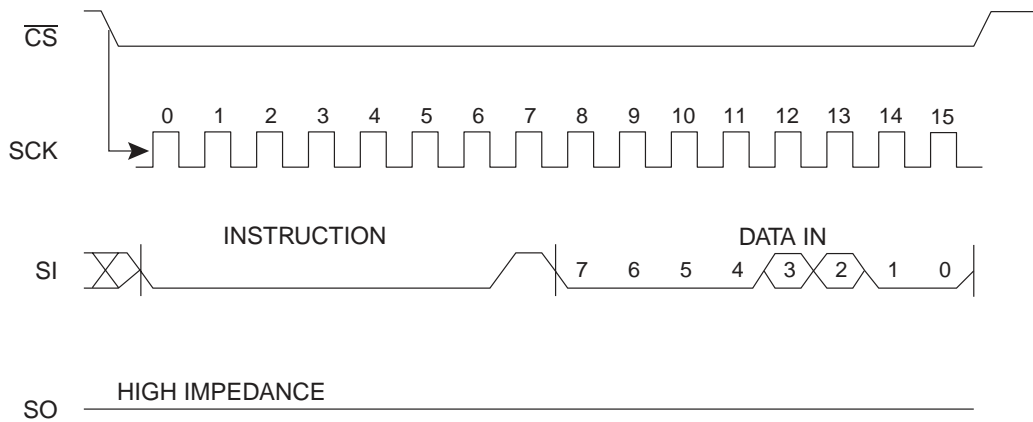 CS
0 1 2 3 4 5 6 7 8 9 10 11 12 13 14 15
SCK
INSTRUCTION DATA IN
SI 7 6 5 4 3 2 1 0
HIGH IMPEDANCE
SO